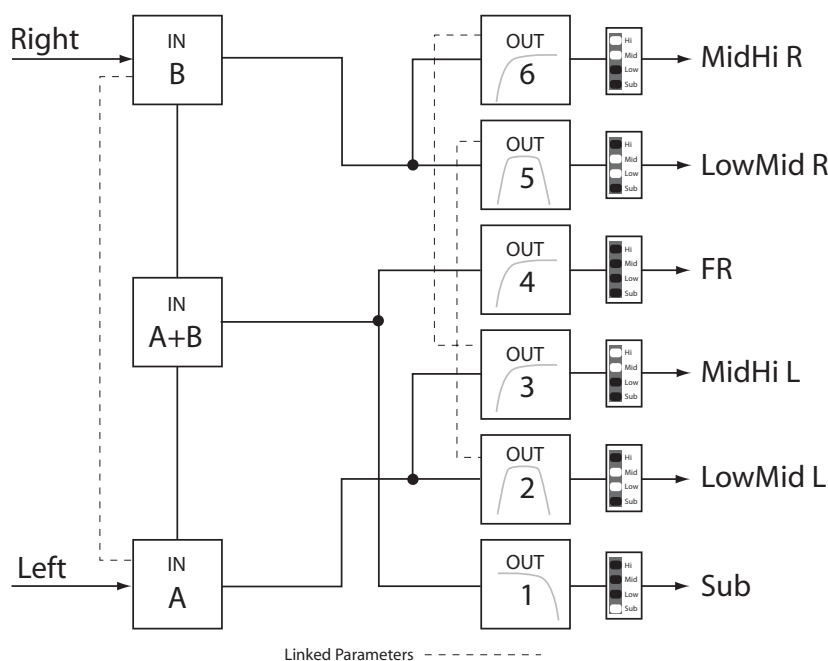 Right
IN
B
OUT
6
Hi
Mid
Low
Sub
MidHi R
OUT
5
Hi
Mid
Low
Sub
LowMid R
IN
A+B
OUT
4
Hi
Mid
Low
Sub
FR
OUT
3
Hi
Mid
Low
Sub
MidHi L
OUT
2
Hi
Mid
Low
Sub
LowMid L
Left
IN
A
OUT
1
Hi
Mid
Low
Sub
Sub
Linked Parameters